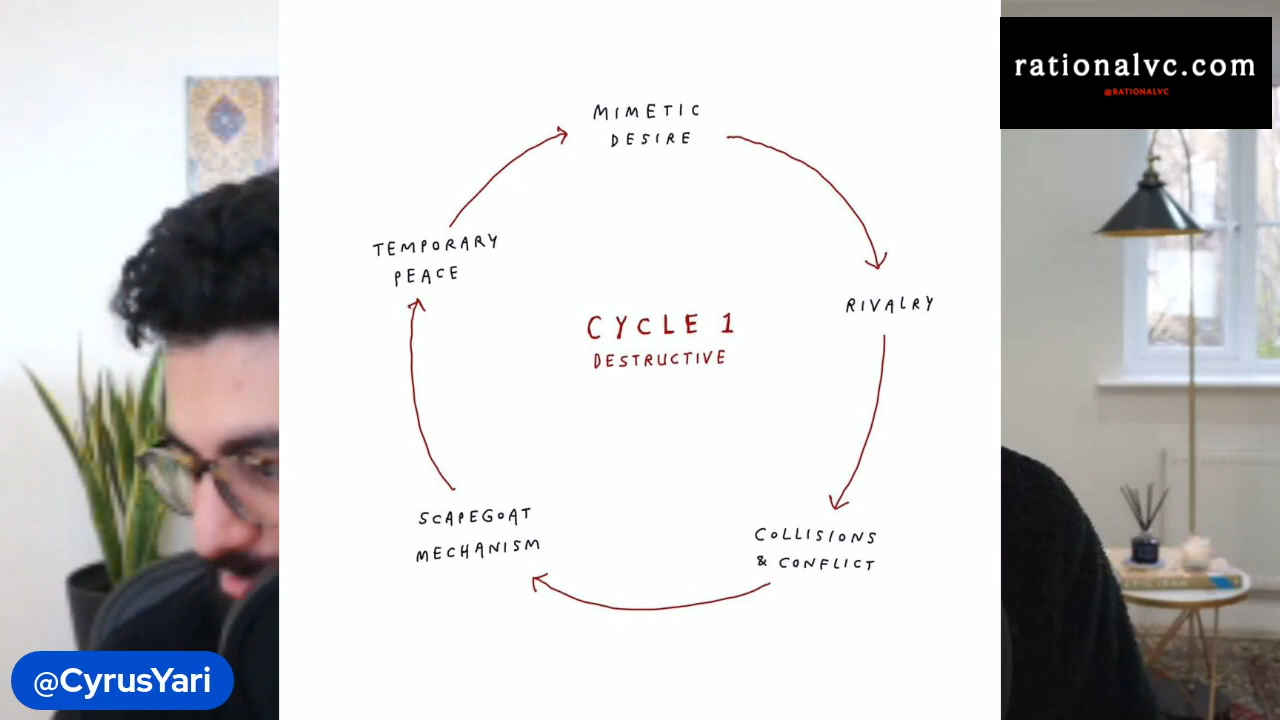 rationalvc.com
@RATIONALVC
MIMETIC
DESIRE
TEMPORARY
PEACE
RIVALRY
CYCLE 1
DESTRUCTIVE
SCAPEGOAT
MECHANISM
COLLISIONS
& CONFLICT
@CyrusYari